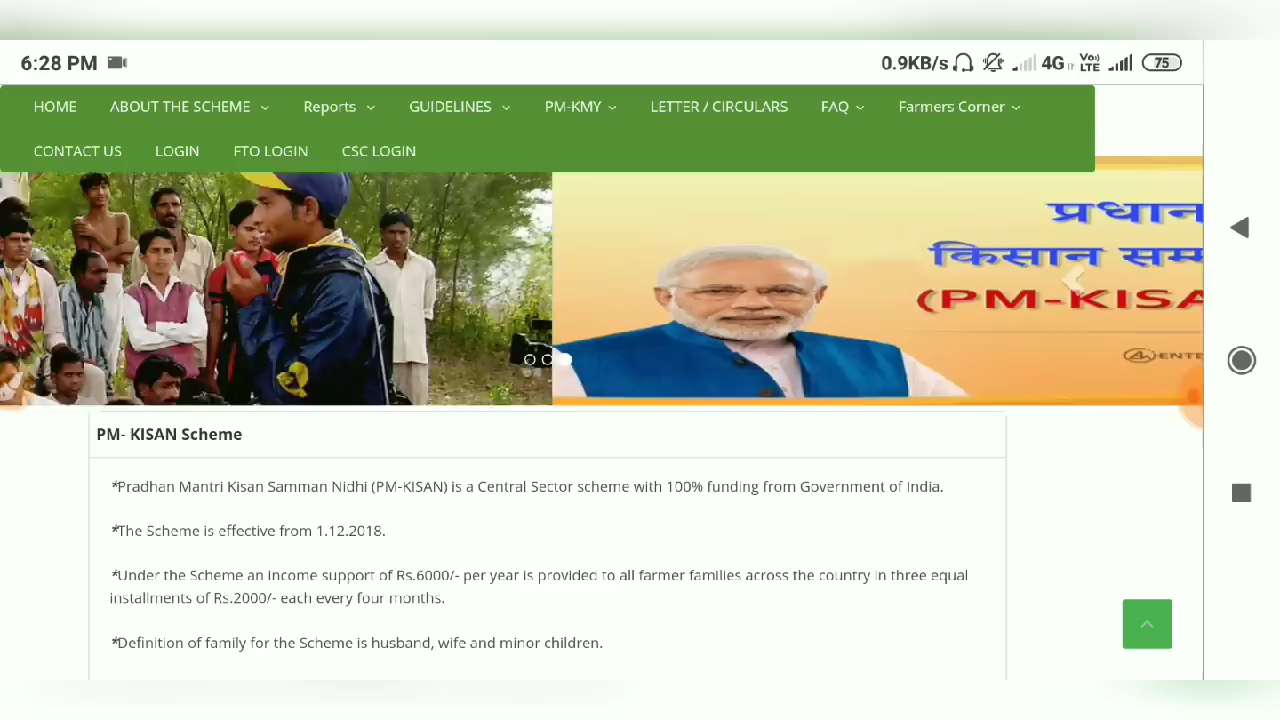 6:28 PM
0.9KB/s 4G Vo) LTE 75
HOME ABOUT THE SCHEME Reports GUIDELINES PM-KMY LETTER / CIRCULARS FAQ Farmers Corner
CONTACT US LOGIN FTO LOGIN CSC LOGIN
प्रधान
किसान सम्म
(PM-KISA
ENTE
PM- KISAN Scheme
*Pradhan Mantri Kisan Samman Nidhi (PM-KISAN) is a Central Sector scheme with 100% funding from Government of India.
*The Scheme is effective from 1.12.2018.
*Under the Scheme an income support of Rs.6000/- per year is provided to all farmer families across the country in three equal
installments of Rs.2000/- each every four months.
*Definition of family for the Scheme is husband, wife and minor children.